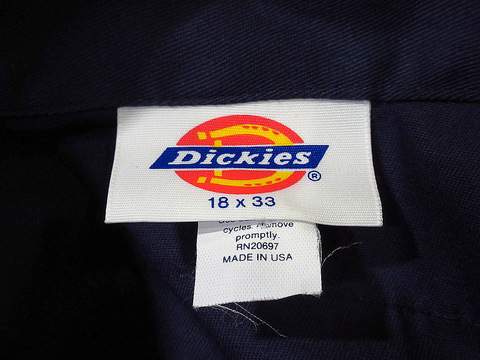 Dickies®
18 x 33
cycles. Remove
promptly.
RN20697
MADE IN USA